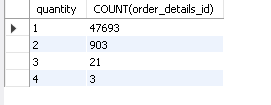 quantity COUNT(order_details_id)
1 47693
2 903
3 21
4 3